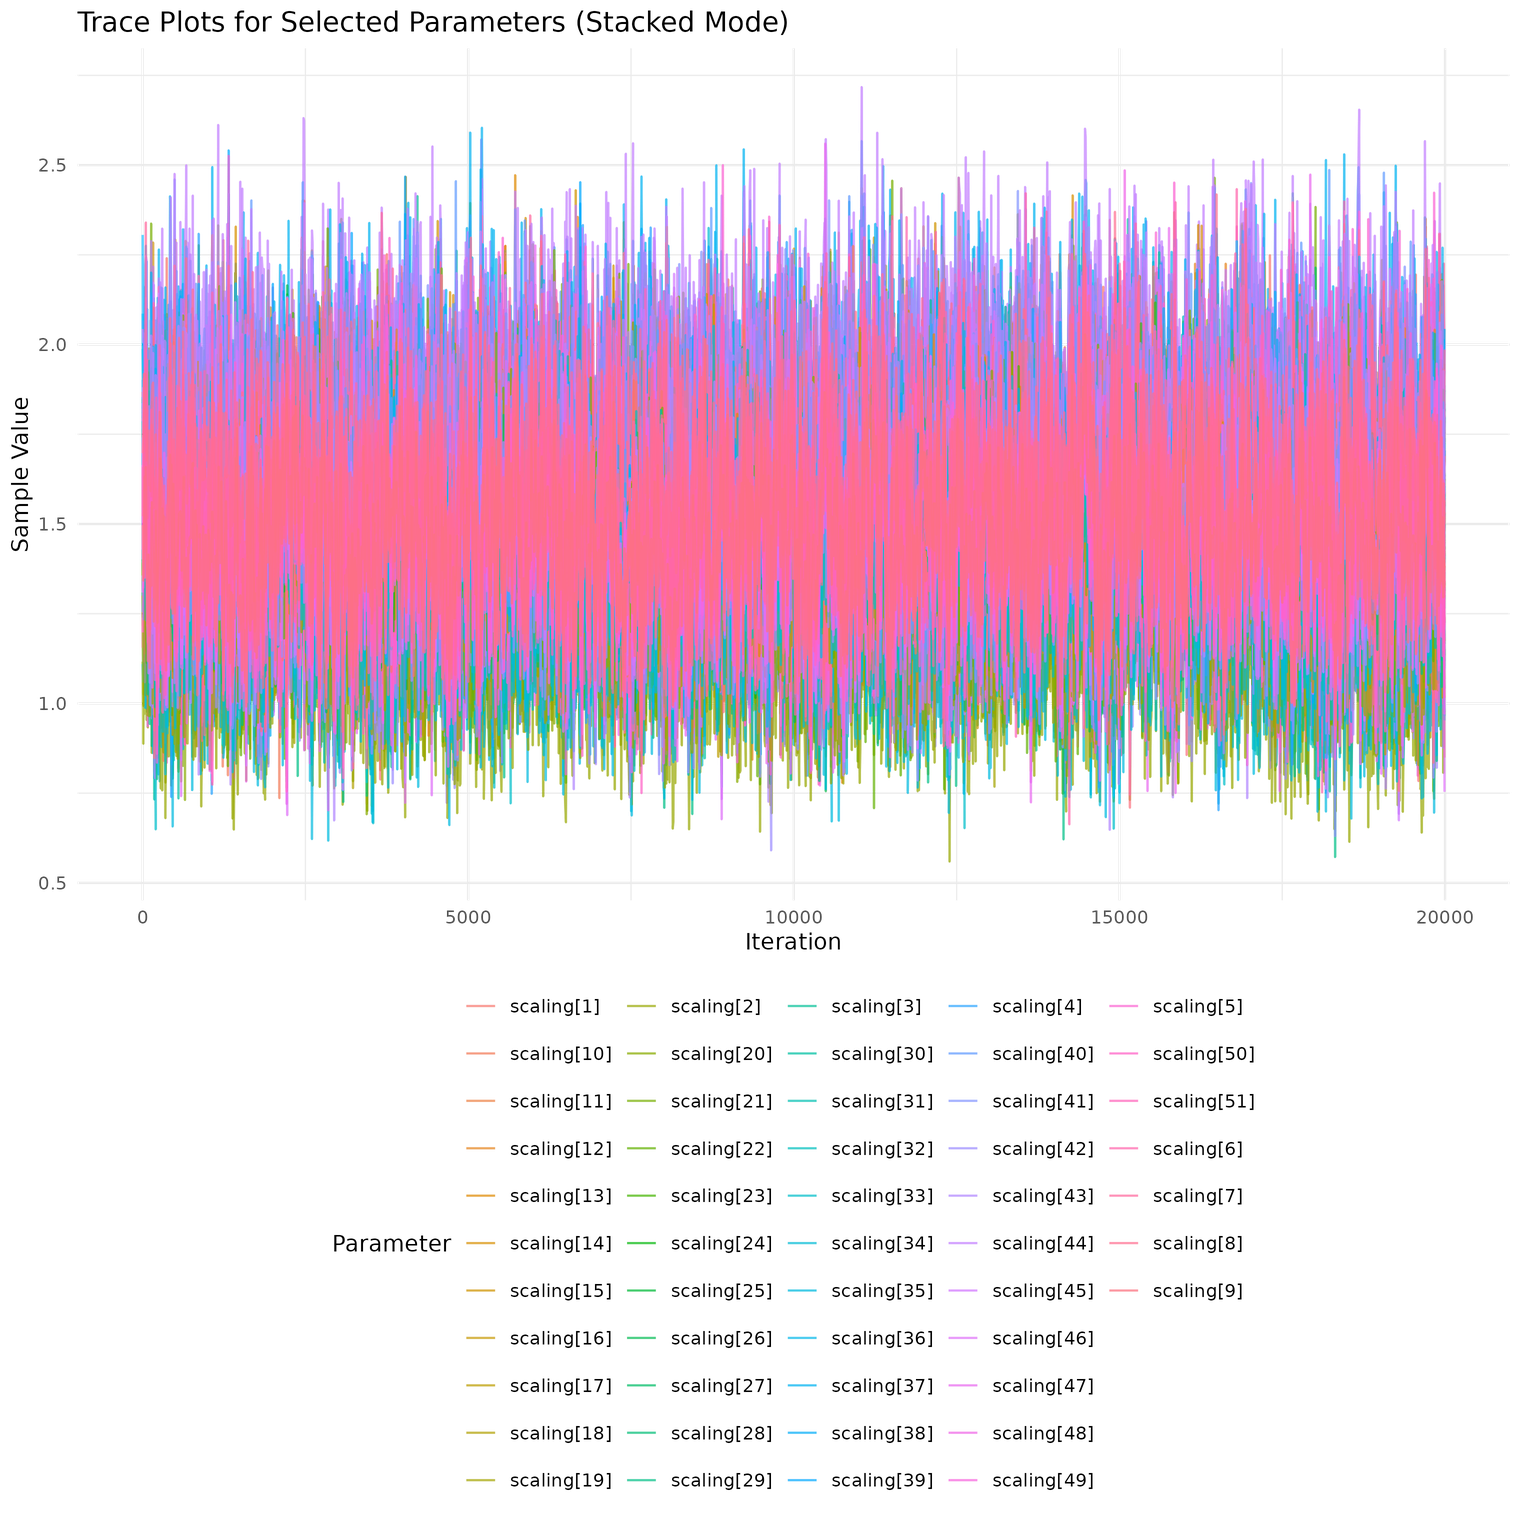 Trace Plots for Selected Parameters (Stacked Mode)
Sample Value
2.5
2.0
1.5
1.0
0.5
0 5000 10000 15000 20000
Iteration
scaling[1] scaling[2] scaling[3] scaling[4] scaling[5]
scaling[10] scaling[20] scaling[30] scaling[40] scaling[50]
scaling[11] scaling[21] scaling[31] scaling[41] scaling[51]
scaling[12] scaling[22] scaling[32] scaling[42] scaling[6]
scaling[13] scaling[23] scaling[33] scaling[43] scaling[7]
Parameter scaling[14] scaling[24] scaling[34] scaling[44] scaling[8]
scaling[15] scaling[25] scaling[35] scaling[45] scaling[9]
scaling[16] scaling[26] scaling[36] scaling[46]
scaling[17] scaling[27] scaling[37] scaling[47]
scaling[18] scaling[28] scaling[38] scaling[48]
scaling[19] scaling[29] scaling[39] scaling[49]